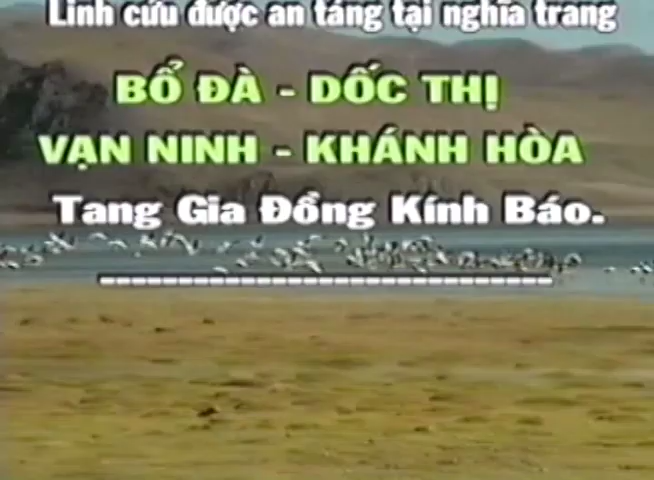 Linh cữu được an táng tại nghĩa trang
BỔ ĐÀ - DỐC THỊ
VẠN NINH - KHÁNH HÒA
Tang Gia Đồng Kính Báo.